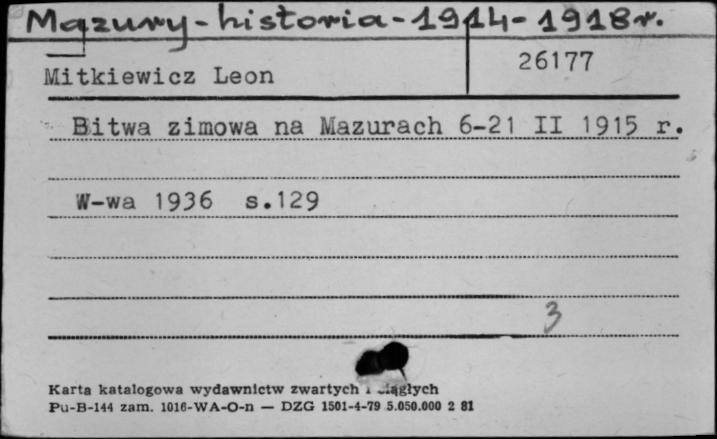 Mazury - historia - 1914 - 1918 r.
Mitkiewicz Leon
26177
Bitwa zimowa na Mazurach 6-21 II 1915 r.
W-wa 1936 s.129
3
Karta katalogowa wydawnictw zwartych i ciągłych
Pu-B-144 zam. 1016-WA-O-n — DZG 1501-4-79 5.050.000 2 81